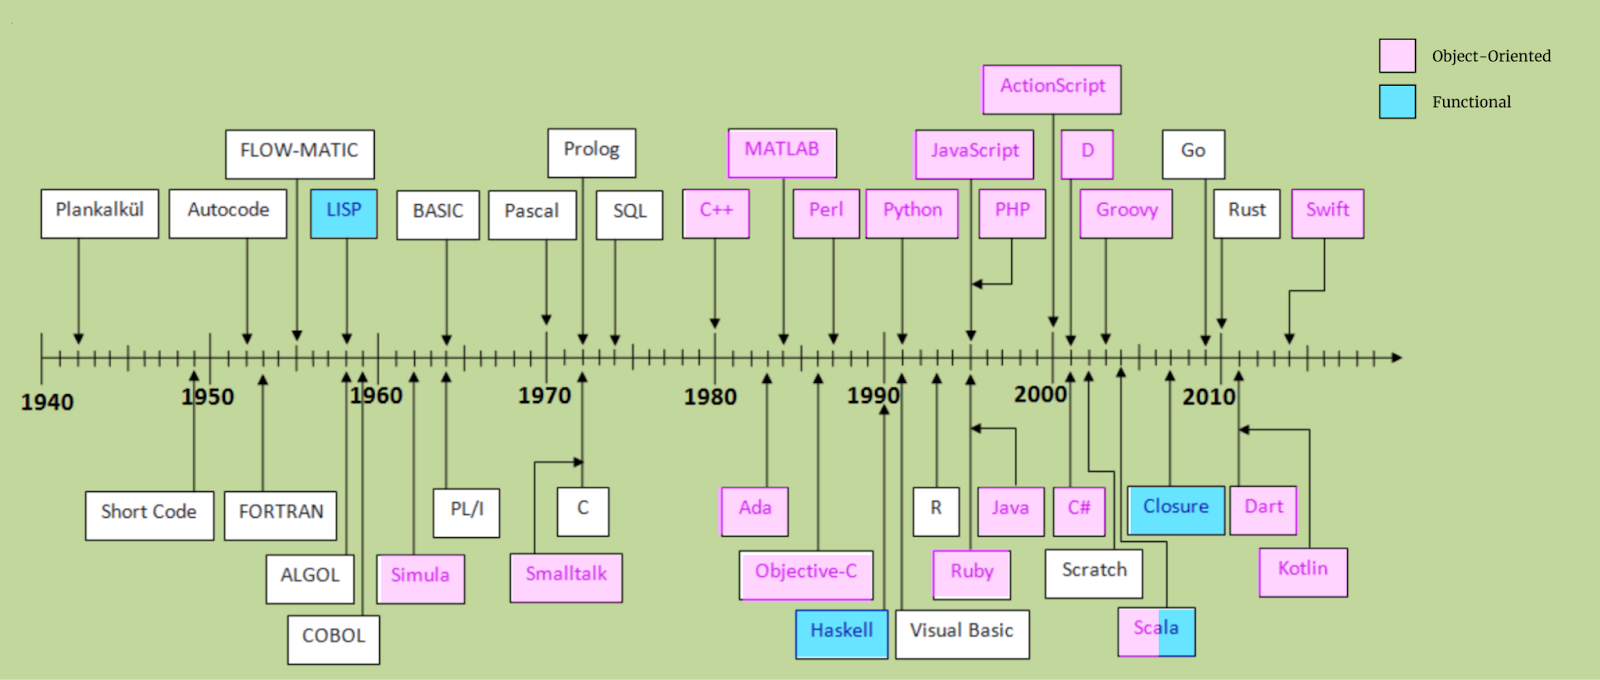 Object-Oriented
Functional
ActionScript
FLOW-MATIC
Prolog
MATLAB
JavaScript
D
Go
Plankalkül
Autocode
LISP
BASIC
Pascal
SQL
C++
Perl
Python
PHP
Groovy
Rust
Swift
1940
1950
1960
1970
1980
1990
2000
2010
Short Code
FORTRAN
PL/I
C
Ada
R
Java
C#
Closure
Dart
ALGOL
Simula
Smalltalk
Objective-C
Ruby
Scratch
Kotlin
COBOL
Haskell
Visual Basic
Scala